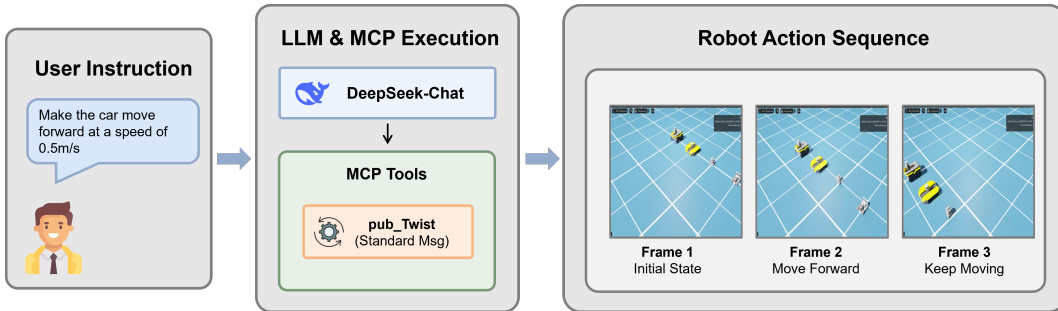 User Instruction
Make the car move
forward at a speed of
0.5m/s
LLM & MCP Execution
DeepSeek-Chat
MCP Tools
pub_Twist
(Standard Msg)
Robot Action Sequence
Frame 1
Initial State
Frame 2
Move Forward
Frame 3
Keep Moving